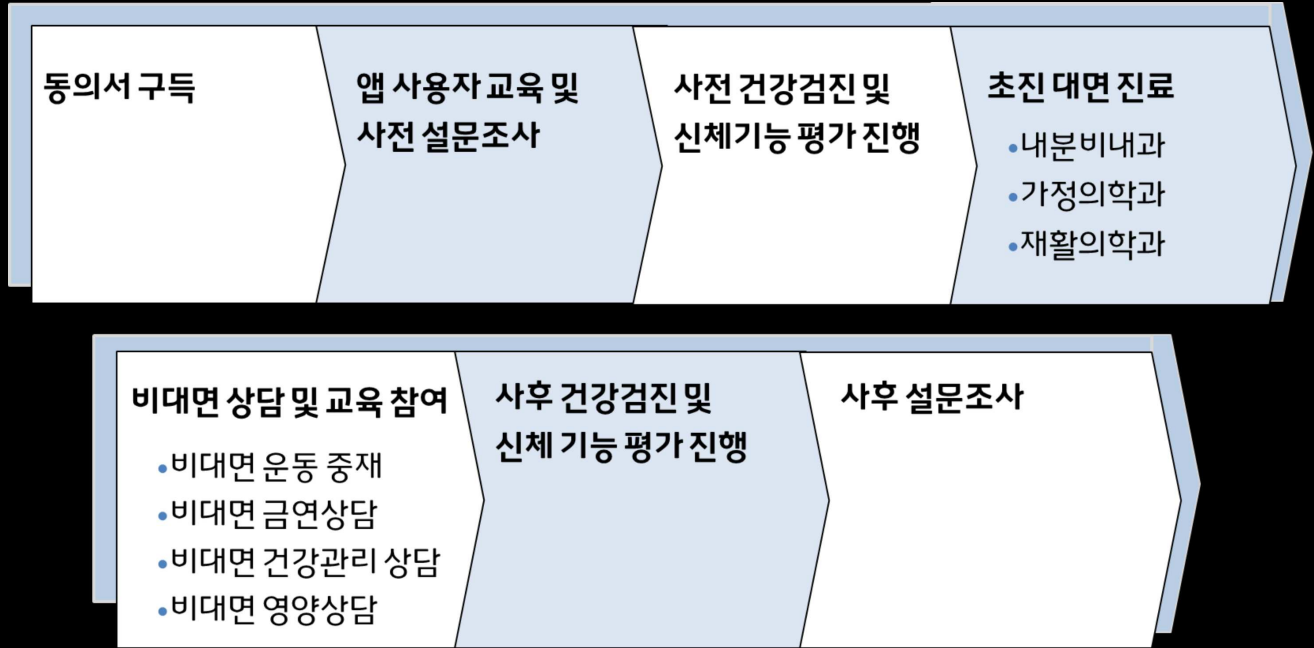 동의서 구득
앱 사용자 교육 및
사전 설문조사
사전 건강검진 및
신체기능 평가 진행
초진 대면 진료
•내분비내과
•가정의학과
•재활의학과
비대면 상담 및 교육 참여
•비대면 운동 중재
•비대면 금연상담
•비대면 건강관리 상담
•비대면 영양상담
사후 건강검진 및
신체 기능 평가 진행
사후 설문조사